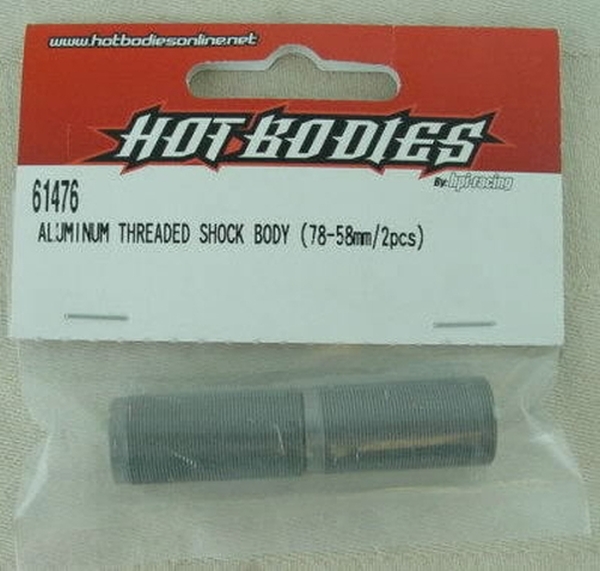 www.hotbodiesonline.net
HOT BODIES
By: hpi-racing
61476
ALUMINUM THREADED SHOCK BODY (78-58mm/2pcs)